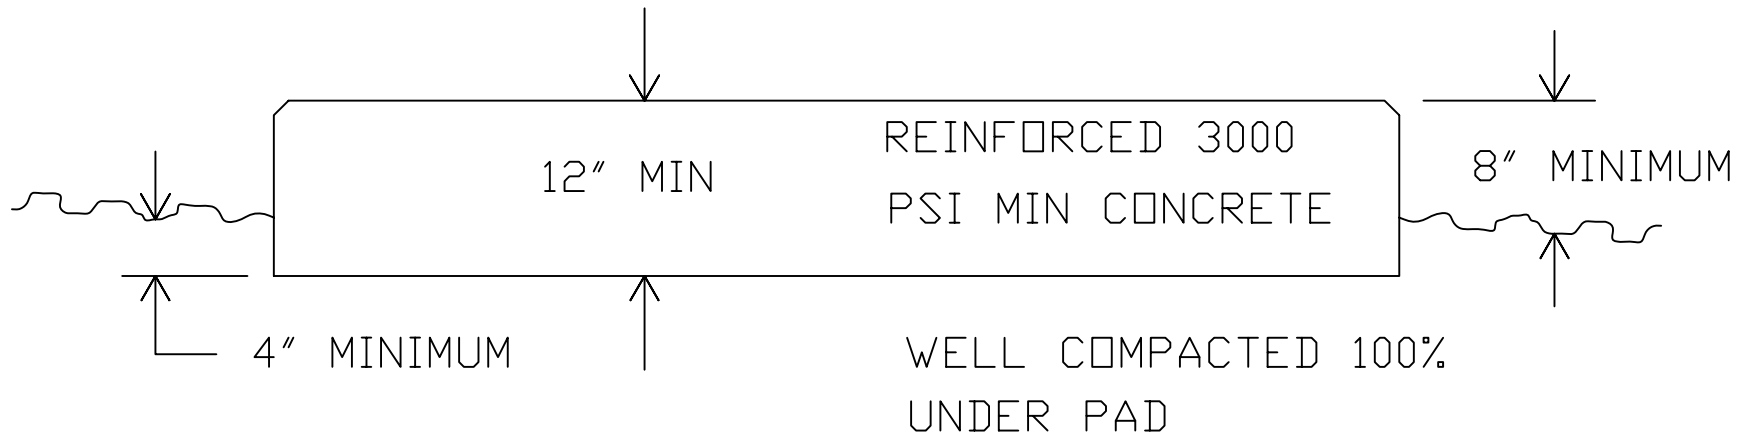 REINFORCED 3000
PSI MIN CONCRETE
12" MIN
8" MINIMUM
4" MINIMUM
WELL COMPACTED 100%
UNDER PAD